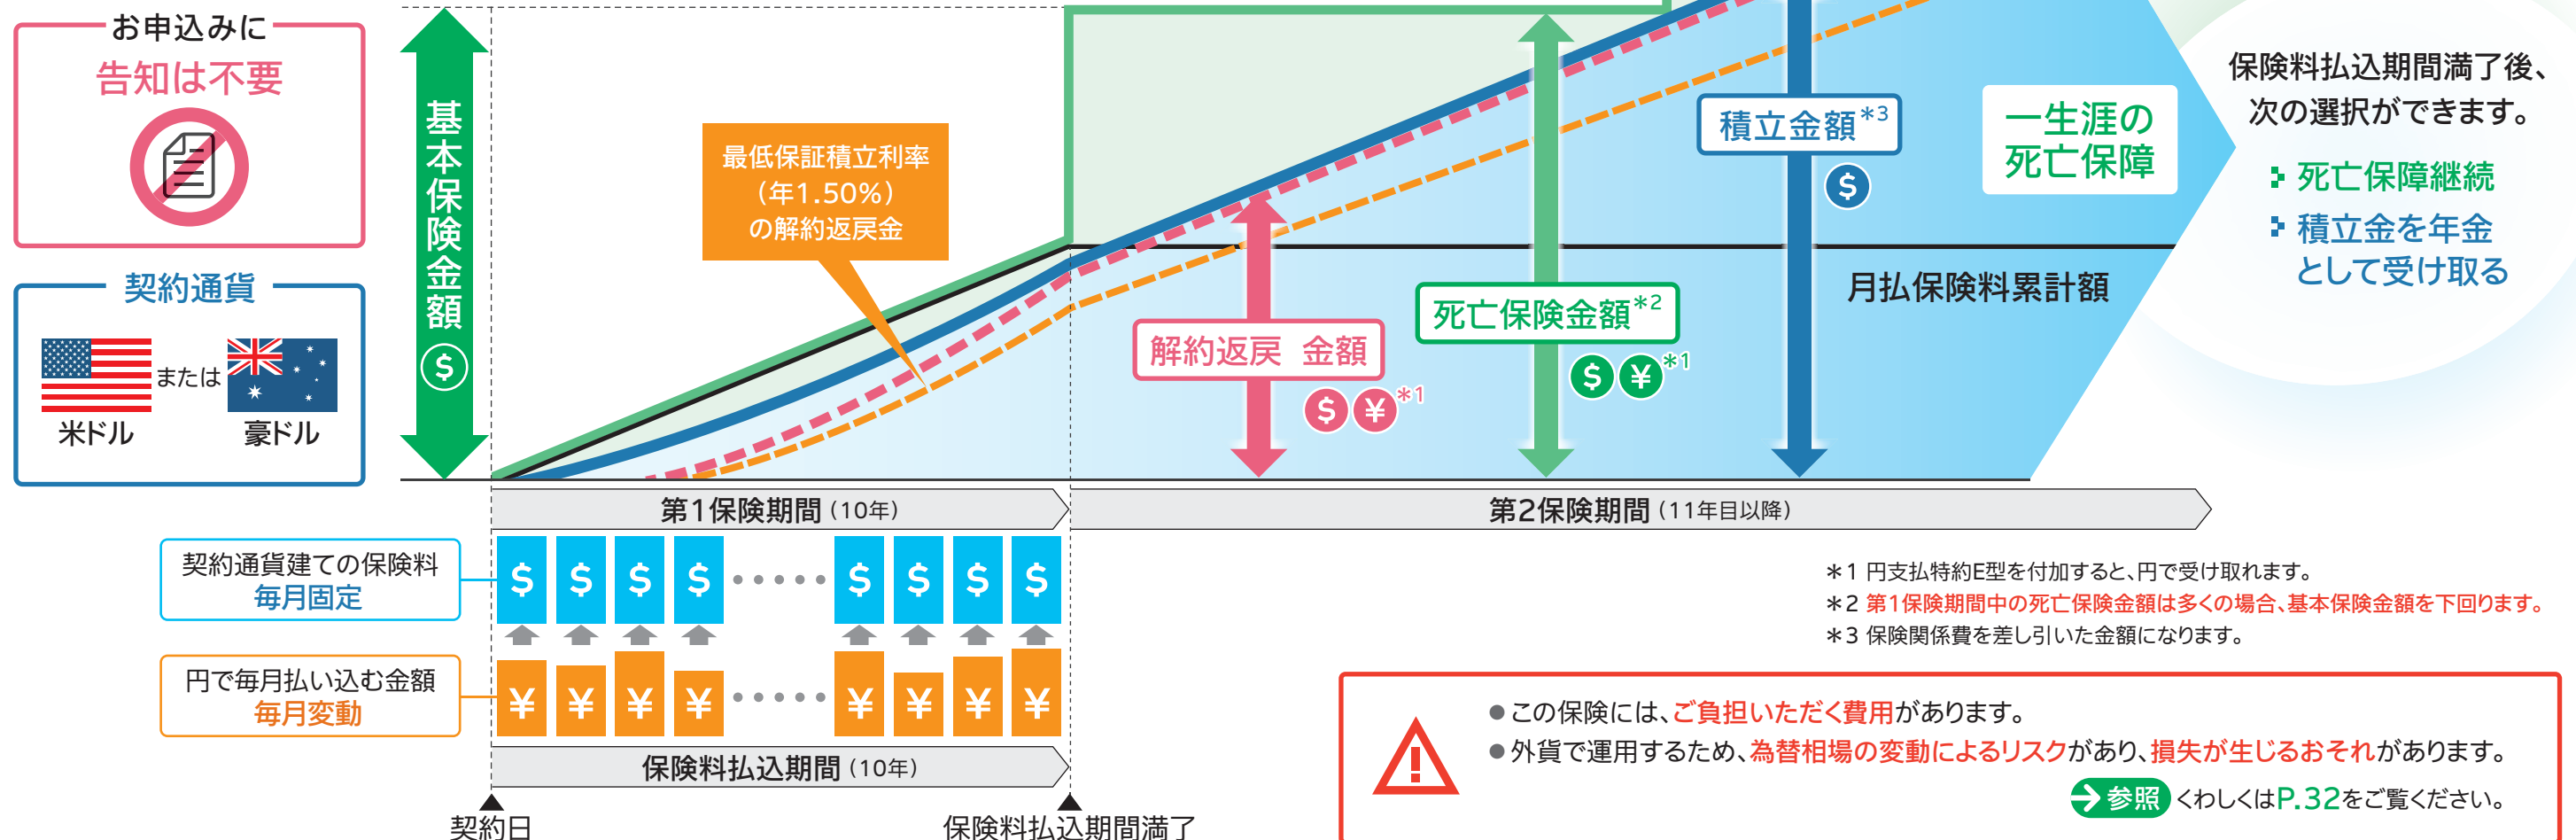 お申込みに
告知は不要
契約通貨
または
米ドル
豪ドル
基本保険金額
$
最低保証積立利率
（年1.50%）
の解約返戻金
解約返戻 金額
$ ¥ *1
死亡保険金額*2
$ ¥ *1
積立金額*3
$
一生涯の
死亡保障
月払保険料累計額
保険料払込期間満了後、
次の選択ができます。
死亡保障継続
積立金を年金
として受け取る
第1保険期間（10年）
第2保険期間（11年目以降）
契約通貨建ての保険料
毎月固定
$ $ $ $ ・・・・・ $ $ $ $
円で毎月払い込む金額
毎月変動
¥ ¥ ¥ ¥ ・・・・・ ¥ ¥ ¥ ¥
保険料払込期間（10年）
契約日
保険料払込期間満了
*1 円支払特約E型を付加すると、円で受け取れます。
*2 第1保険期間中の死亡保険金額は多くの場合、基本保険金額を下回ります。
*3 保険関係費を差し引いた金額になります。
●この保険には、ご負担いただく費用があります。
●外貨で運用するため、為替相場の変動によるリスクがあり、損失が生じるおそれがあります。
→参照 くわしくはP.32をご覧ください。